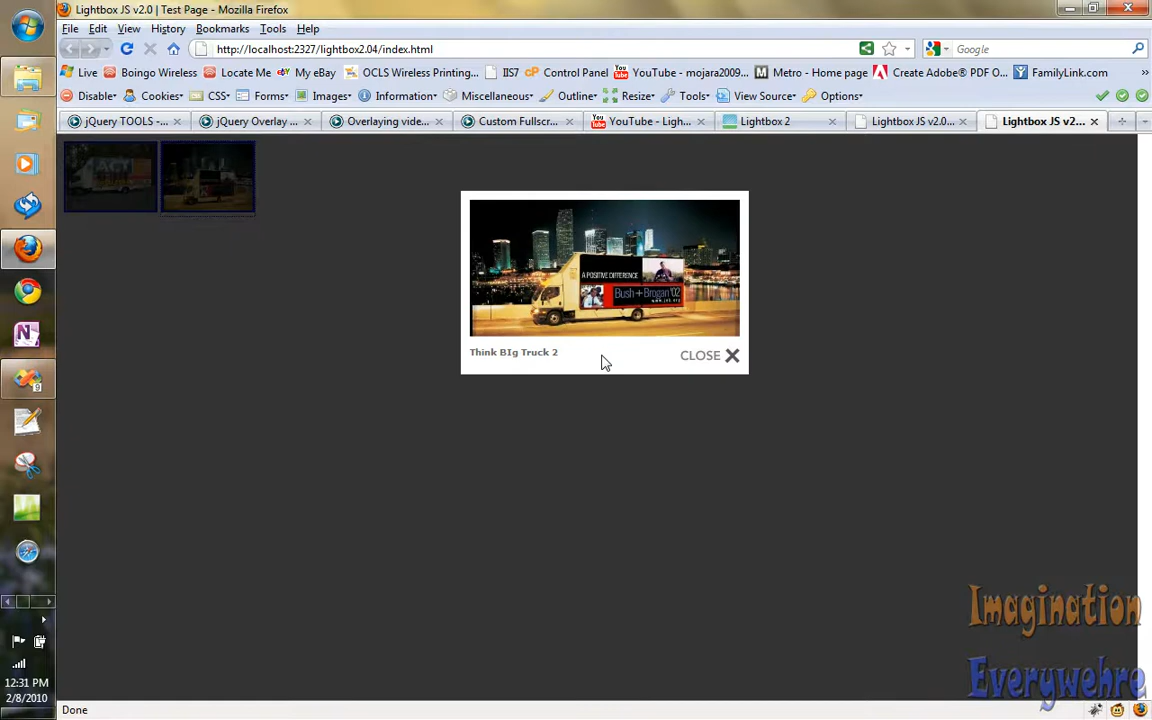 Lightbox JS v2.0 | Test Page - Mozilla Firefox
File Edit View History Bookmarks Tools Help
http://localhost:2327/lightbox2.04/index.html
Google
Live Boingo Wireless Locate Me My eBay OCLS Wireless Printing... IIS7 Control Panel YouTube - mojara2009... Metro - Home page Create Adobe® PDF O... FamilyLink.com
Disable Cookies CSS Forms Images Information Miscellaneous Outline Resize Tools View Source Options
jQuery TOOLS -... jQuery Overlay ... Overlaying vide... Custom Fullscr... YouTube - Ligh... Lightbox 2 Lightbox JS v2.0... Lightbox JS v2...
A POSITIVE DIFFERENCE
Bush+Brogan '02
Think BIg Truck 2
CLOSE
Imagination
Everywehre
12:31 PM
2/8/2010
Done